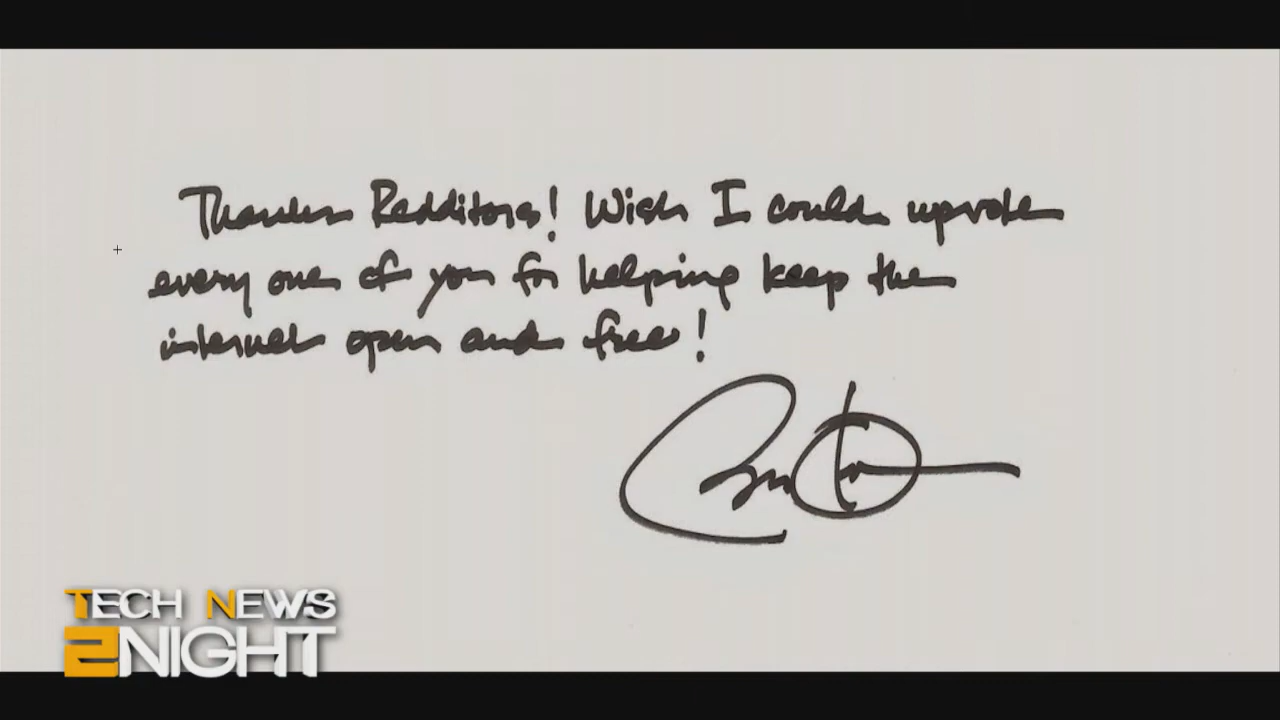 Thanks Redditors! Wish I could upvote
every one of you for helping keep the
internet open and free!
TECH NEWS
2NIGHT